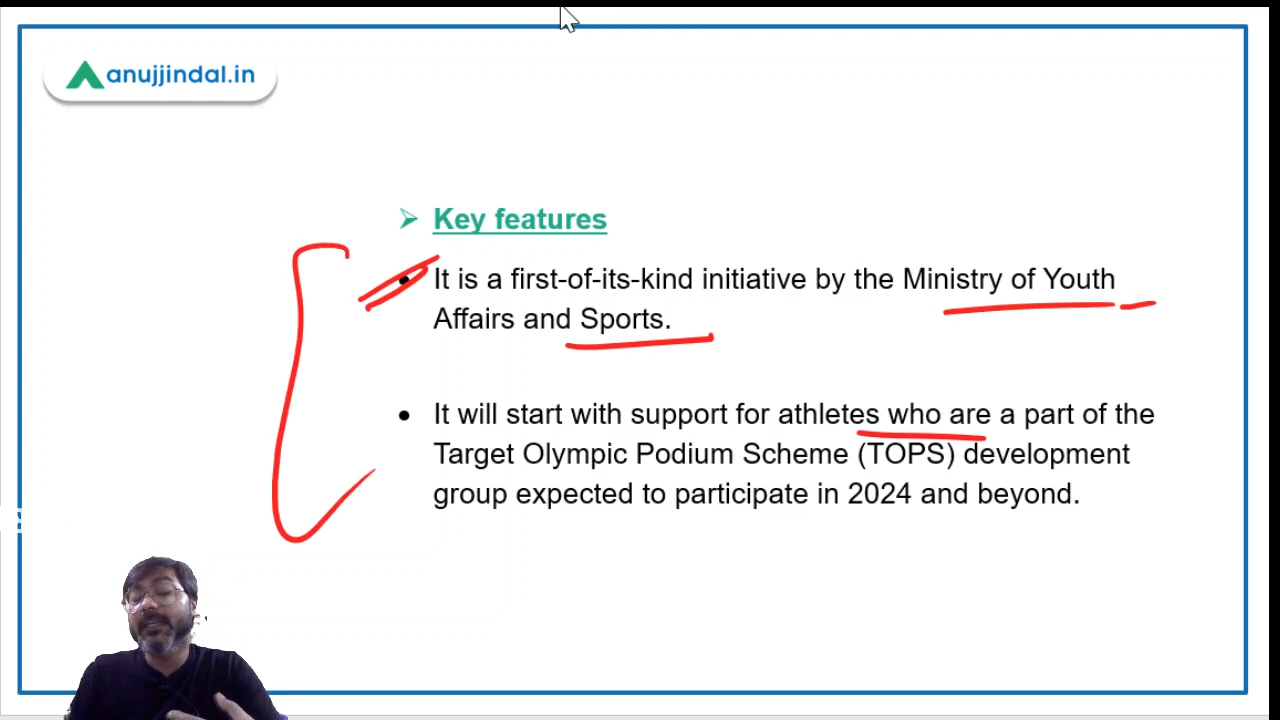 anujjindal.in
➢ Key features
• It is a first-of-its-kind initiative by the Ministry of Youth
Affairs and Sports.
• It will start with support for athletes who are a part of the
Target Olympic Podium Scheme (TOPS) development
group expected to participate in 2024 and beyond.